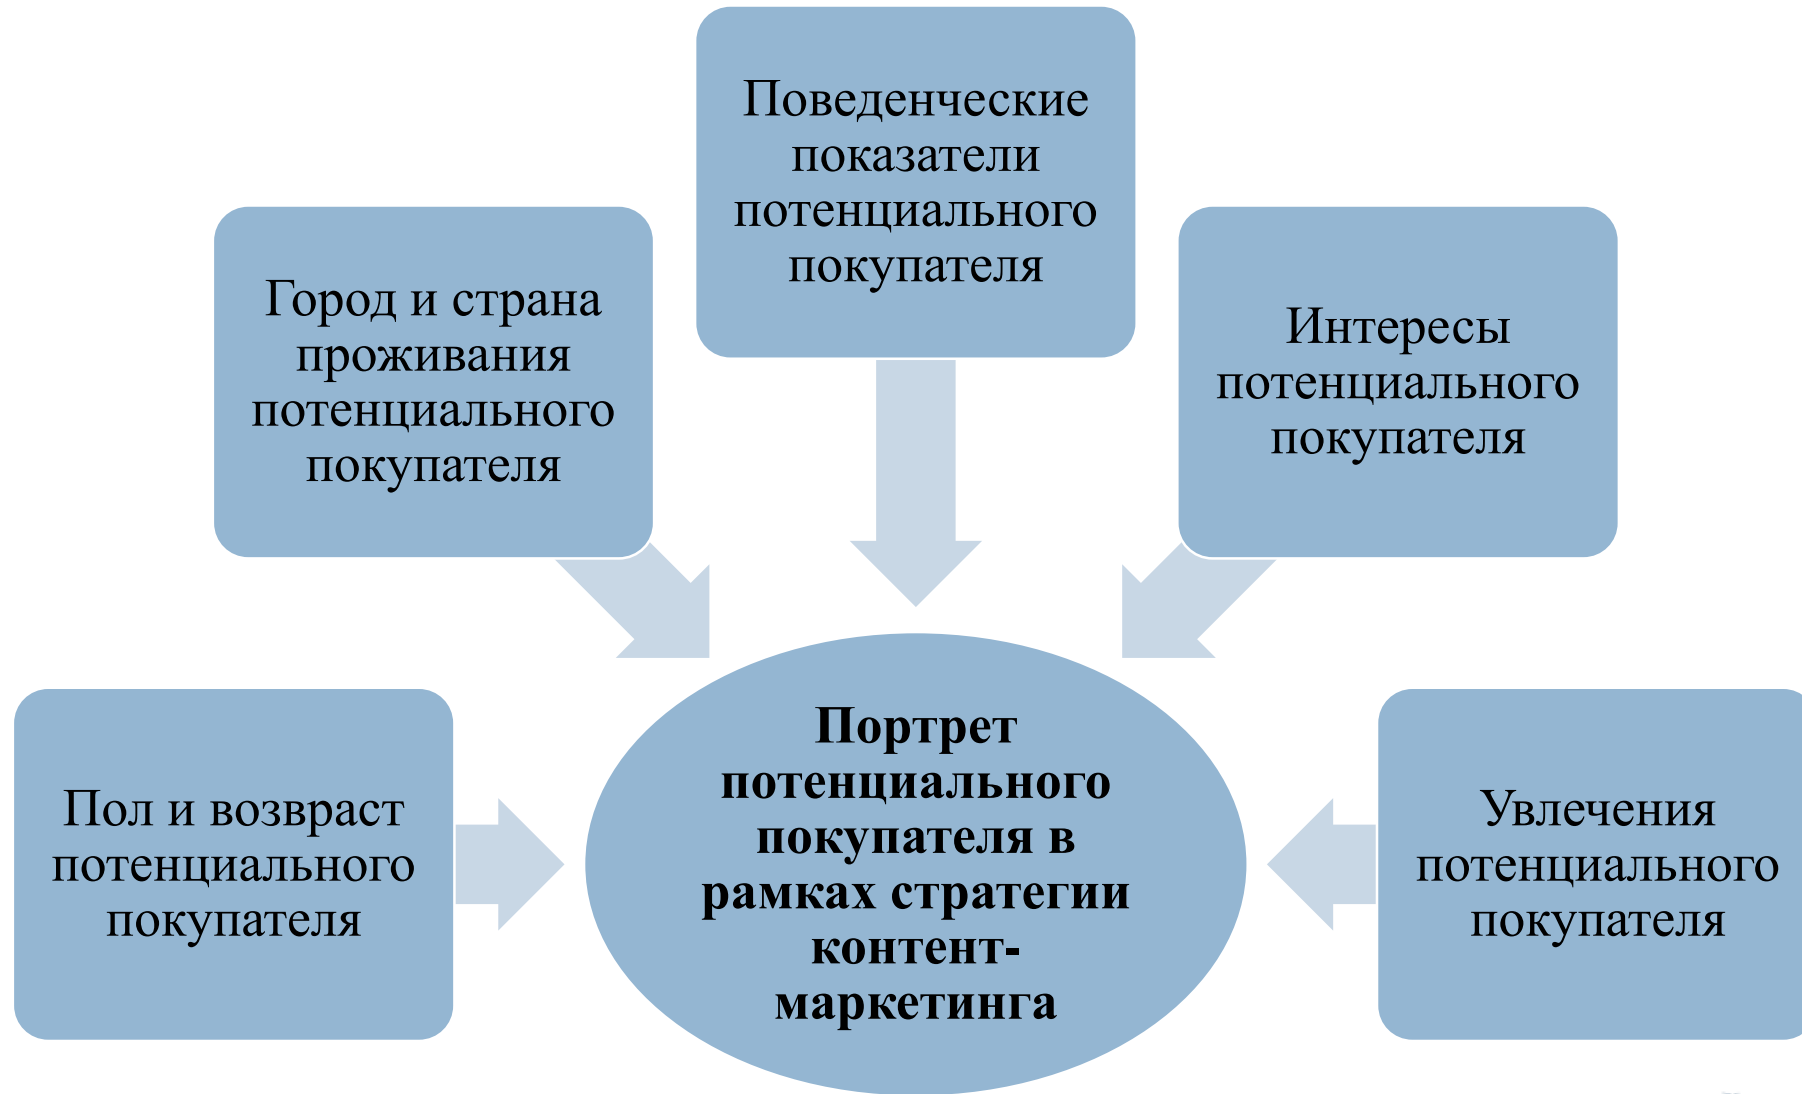 Поведенческие
показатели
потенциального
покупателя
Город и страна
проживания
потенциального
покупателя
Интересы
потенциального
покупателя
Пол и возвраст
потенциального
покупателя
Портрет
потенциального
покупателя в
рамках стратегии
контент-
маркетинга
Увлечения
потенциального
покупателя